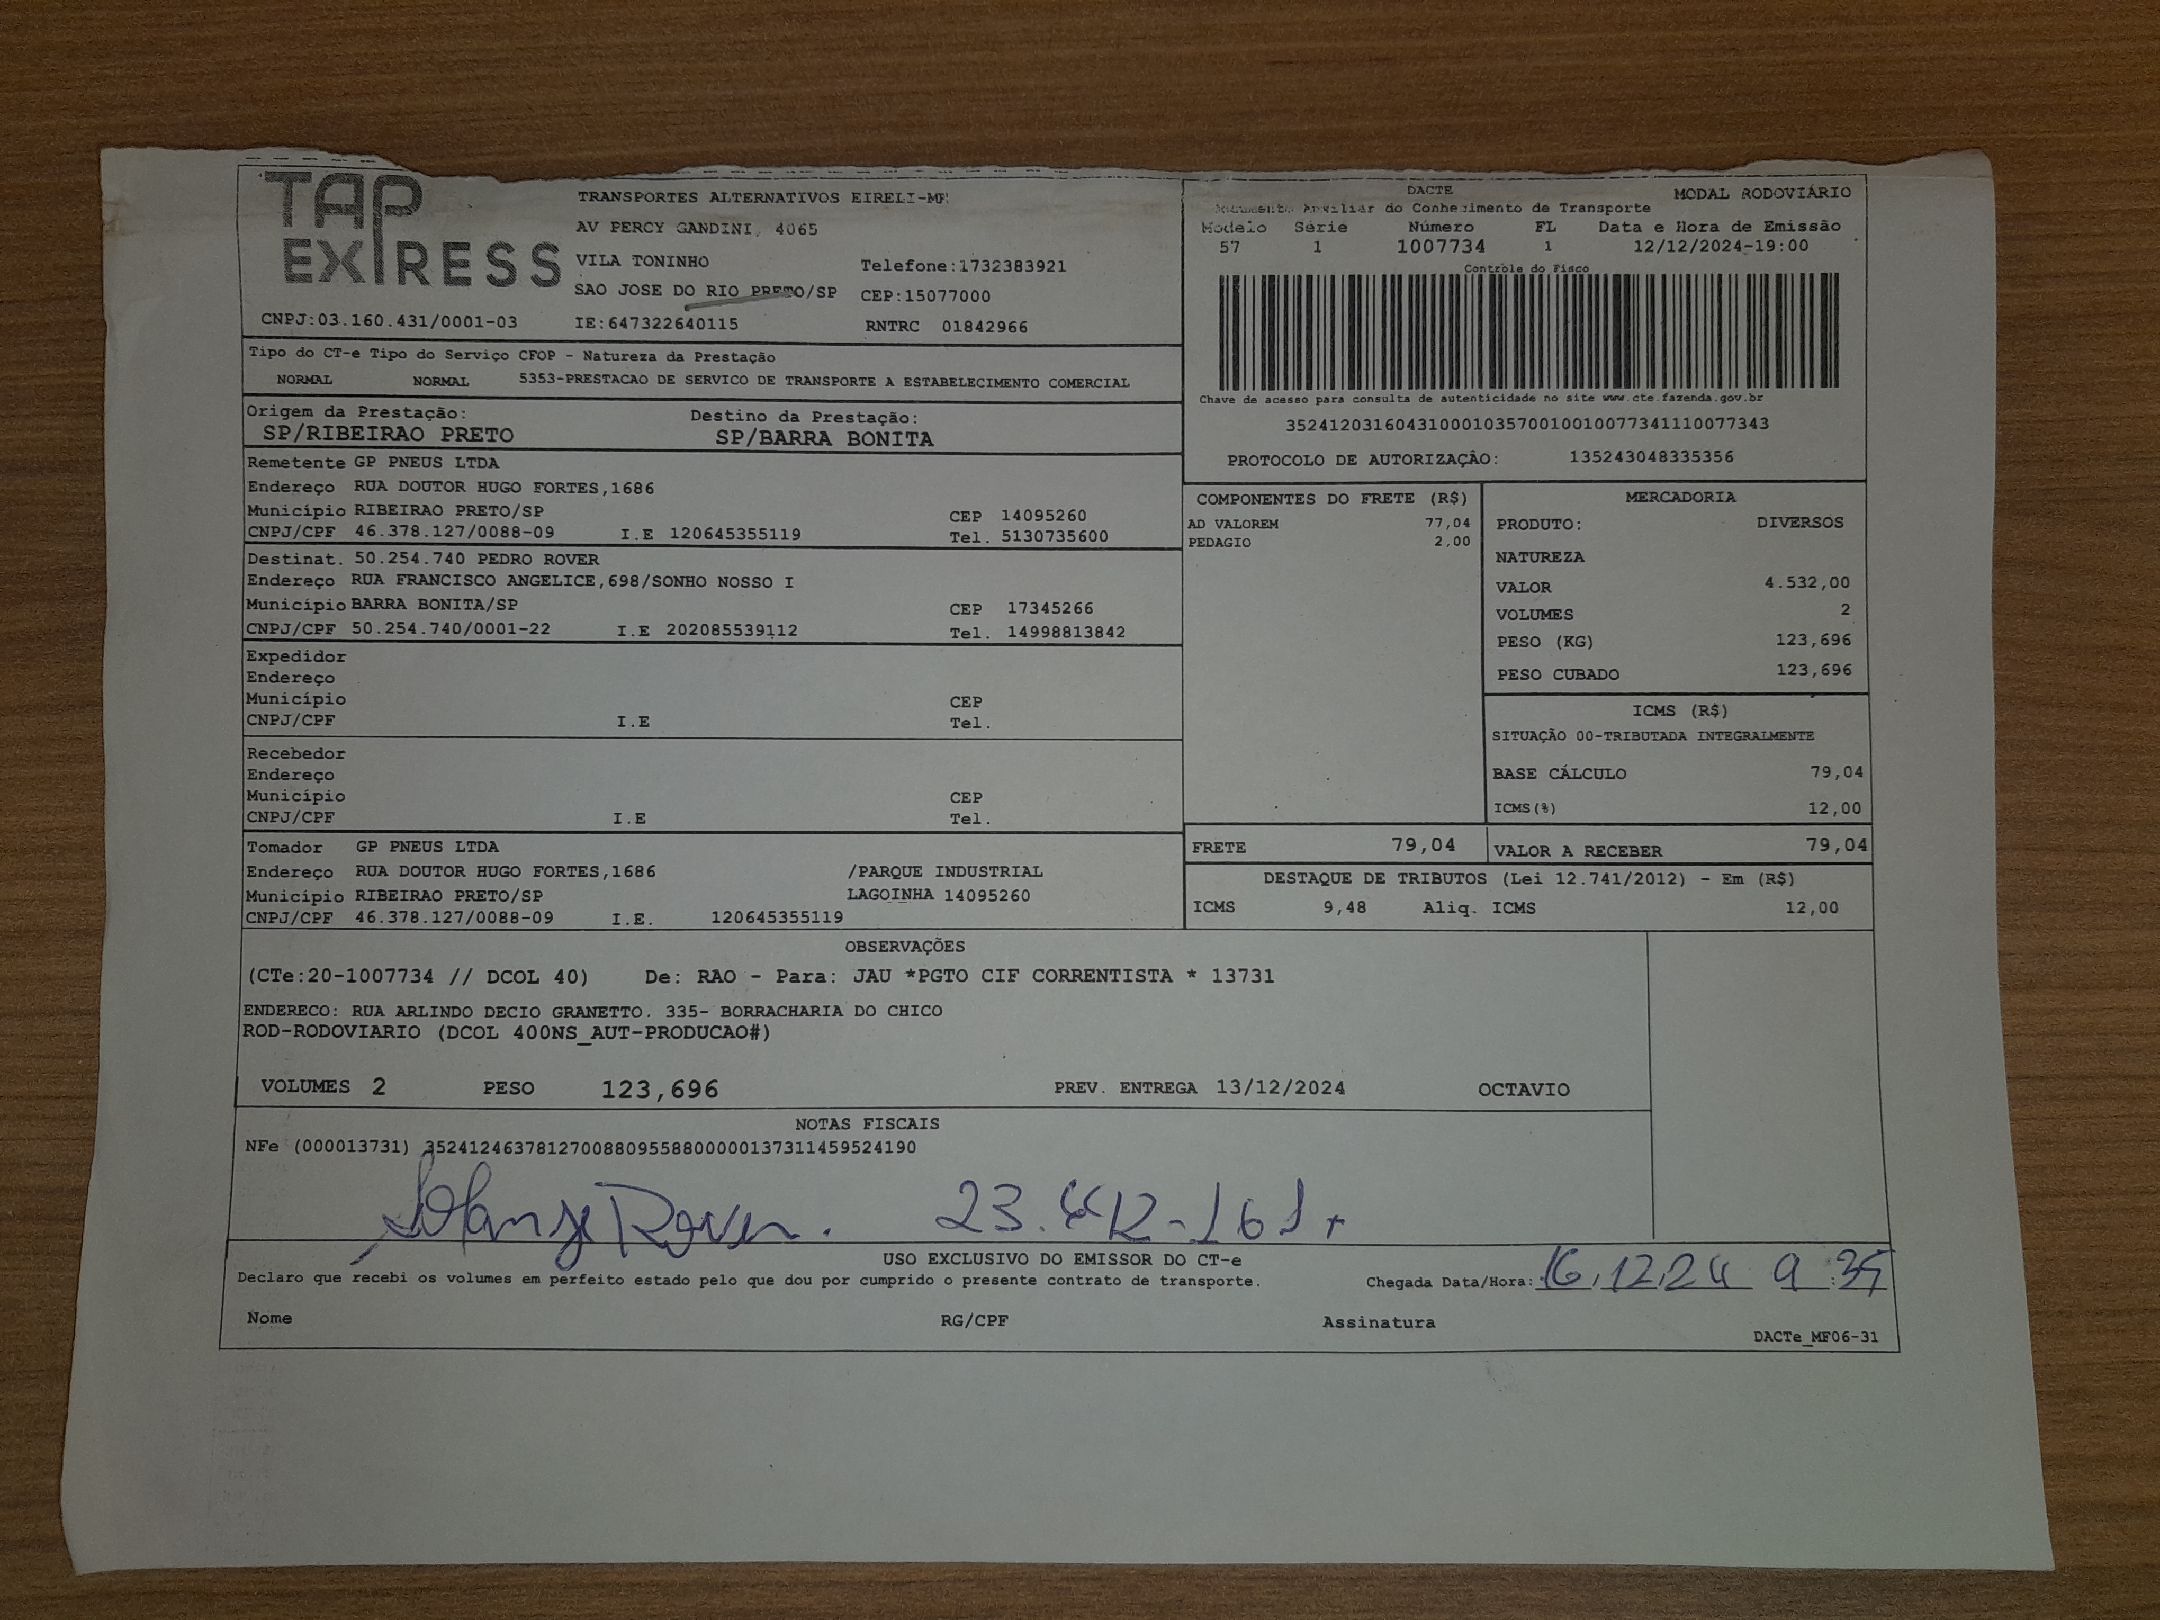 TAP EXPRESS
TRANSPORTES ALTERNATIVOS EIRELI-ME
AV PERCY GANDINI, 4065
VILA TONINHO Telefone:1732383921
SAO JOSE DO RIO PRETO/SP CEP:15077000
CNPJ:03.160.431/0001-03 IE:647322640115 RNTRC 01842966
DACTE MODAL RODOVIÁRIO
Documento Auxiliar do Conhecimento de Transporte
Modelo Série Número FL Data e Hora de Emissão
57 1 1007734 1 12/12/2024-19:00
Controle do Fisco
Chave de acesso para consulta de autenticidade no site www.cte.fazenda.gov.br
35241203160431000103570010010077341110077343
PROTOCOLO DE AUTORIZAÇÃO: 135243048335356
Tipo do CT-e Tipo do Serviço CFOP - Natureza da Prestação
NORMAL NORMAL 5353-PRESTACAO DE SERVICO DE TRANSPORTE A ESTABELECIMENTO COMERCIAL
Origem da Prestação: Destino da Prestação:
SP/RIBEIRAO PRETO SP/BARRA BONITA
Remetente GP PNEUS LTDA
Endereço RUA DOUTOR HUGO FORTES,1686
Município RIBEIRAO PRETO/SP CEP 14095260
CNPJ/CPF 46.378.127/0088-09 I.E 120645355119 Tel. 5130735600
Destinat. 50.254.740 PEDRO ROVER
Endereço RUA FRANCISCO ANGELICE,698/SONHO NOSSO I
Município BARRA BONITA/SP CEP 17345266
CNPJ/CPF 50.254.740/0001-22 I.E 202085539112 Tel. 14998813842
Expedidor
Endereço
Município CEP
CNPJ/CPF I.E Tel.
Recebedor
Endereço
Município CEP
CNPJ/CPF I.E Tel.
Tomador GP PNEUS LTDA
Endereço RUA DOUTOR HUGO FORTES,1686 /PARQUE INDUSTRIAL
Município RIBEIRAO PRETO/SP LAGOINHA 14095260
CNPJ/CPF 46.378.127/0088-09 I.E. 120645355119
COMPONENTES DO FRETE (R$)
AD VALOREM 77,04
PEDAGIO 2,00
MERCADORIA
PRODUTO: DIVERSOS
NATUREZA
VALOR 4.532,00
VOLUMES 2
PESO (KG) 123,696
PESO CUBADO 123,696
ICMS (R$)
SITUAÇÃO 00-TRIBUTADA INTEGRALMENTE
BASE CÁLCULO 79,04
ICMS(%) 12,00
FRETE 79,04 VALOR A RECEBER 79,04
DESTAQUE DE TRIBUTOS (Lei 12.741/2012) - Em (R$)
ICMS 9,48 Aliq. ICMS 12,00
OBSERVAÇÕES
(CTe:20-1007734 // DCOL 40) De: RAO - Para: JAU *PGTO CIF CORRENTISTA * 13731
ENDERECO: RUA ARLINDO DECIO GRANETTO. 335- BORRACHARIA DO CHICO
ROD-RODOVIARIO (DCOL 400NS_AUT-PRODUCAO#)
VOLUMES 2 PESO 123,696 PREV. ENTREGA 13/12/2024 OCTAVIO
NOTAS FISCAIS
NFe (000013731) 35241246378127008809558800000137311459524190
Rover.
USO EXCLUSIVO DO EMISSOR DO CT-e
Declaro que recebi os volumes em perfeito estado pelo que dou por cumprido o presente contrato de transporte. Chegada Data/Hora: 16.12.24 9:35
Nome RG/CPF Assinatura
DACTe_MF06-31